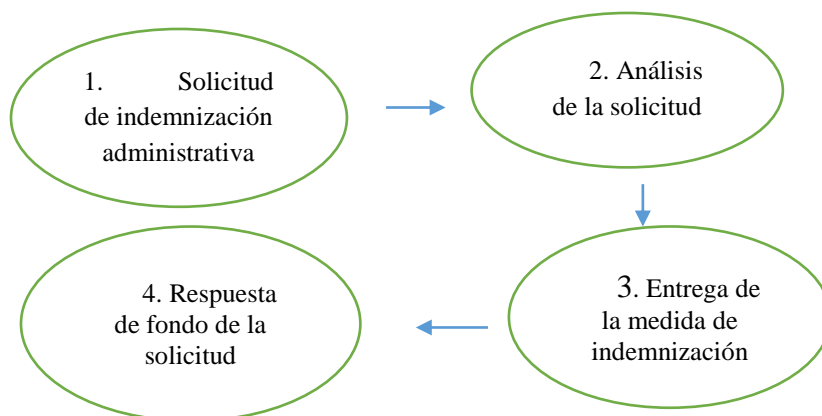 1. Solicitud
de indemnización
administrativa
2. Análisis
de la solicitud
3. Entrega de
la medida de
indemnización
4. Respuesta
de fondo de la
solicitud